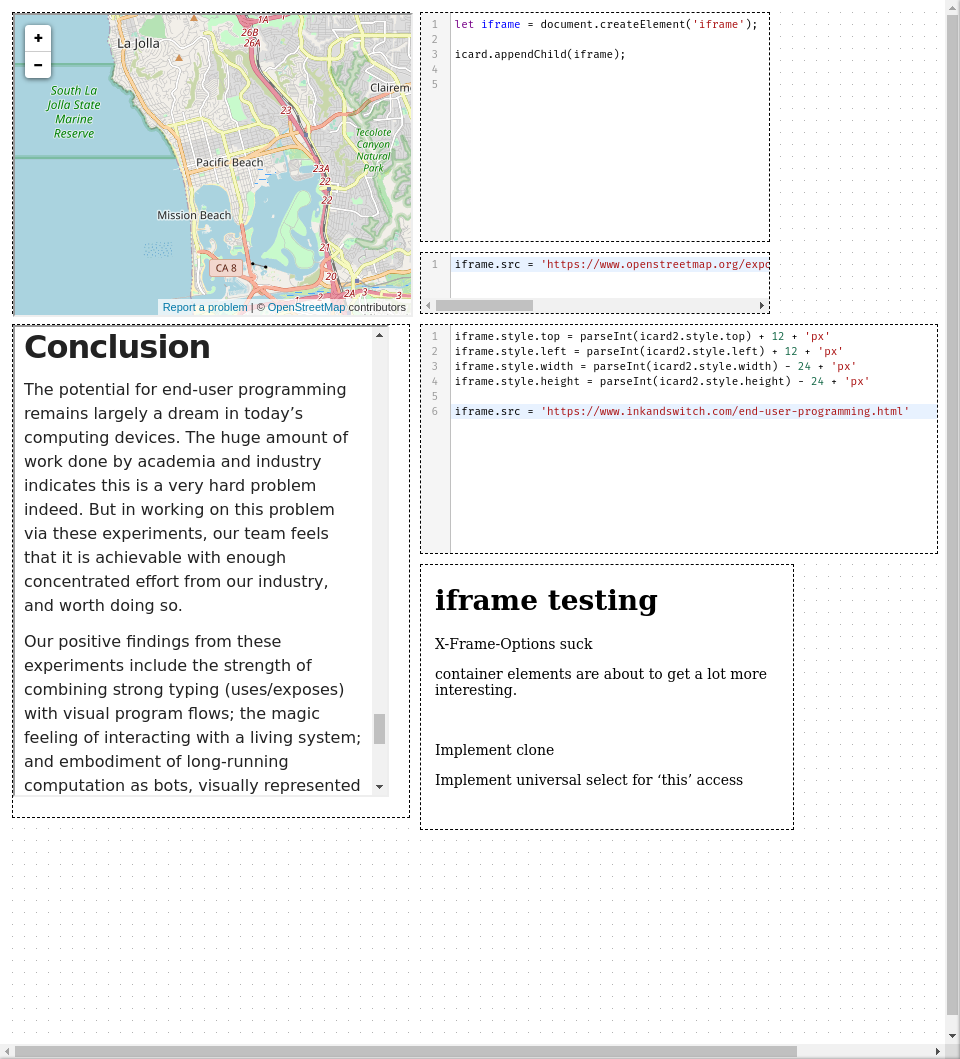 +
−
La Jolla
1A
26B
26A
South La
Jolla State
Marine
Reserve
Clairem
23
Tecolote
Canyon
Natural
Park
Pacific Beach
23A
22
22
Mission Beach
21
CA 8
20
2A
3
3
2
Report a problem | © OpenStreetMap contributors
1 let iframe = document.createElement('iframe');
2
3 icard.appendChild(iframe);
4
5
1 iframe.src = 'https://www.openstreetmap.org/expo
Conclusion
The potential for end-user programming
remains largely a dream in today’s
computing devices. The huge amount of
work done by academia and industry
indicates this is a very hard problem
indeed. But in working on this problem
via these experiments, our team feels
that it is achievable with enough
concentrated effort from our industry,
and worth doing so.
Our positive findings from these
experiments include the strength of
combining strong typing (uses/exposes)
with visual program flows; the magic
feeling of interacting with a living system;
and embodiment of long-running
computation as bots, visually represented
1 iframe.style.top = parseInt(icard2.style.top) + 12 + 'px'
2 iframe.style.left = parseInt(icard2.style.left) + 12 + 'px'
3 iframe.style.width = parseInt(icard2.style.width) - 24 + 'px'
4 iframe.style.height = parseInt(icard2.style.height) - 24 + 'px'
5
6 iframe.src = 'https://www.inkandswitch.com/end-user-programming.html'
iframe testing
X-Frame-Options suck
container elements are about to get a lot more
interesting.
Implement clone
Implement universal select for ‘this’ access